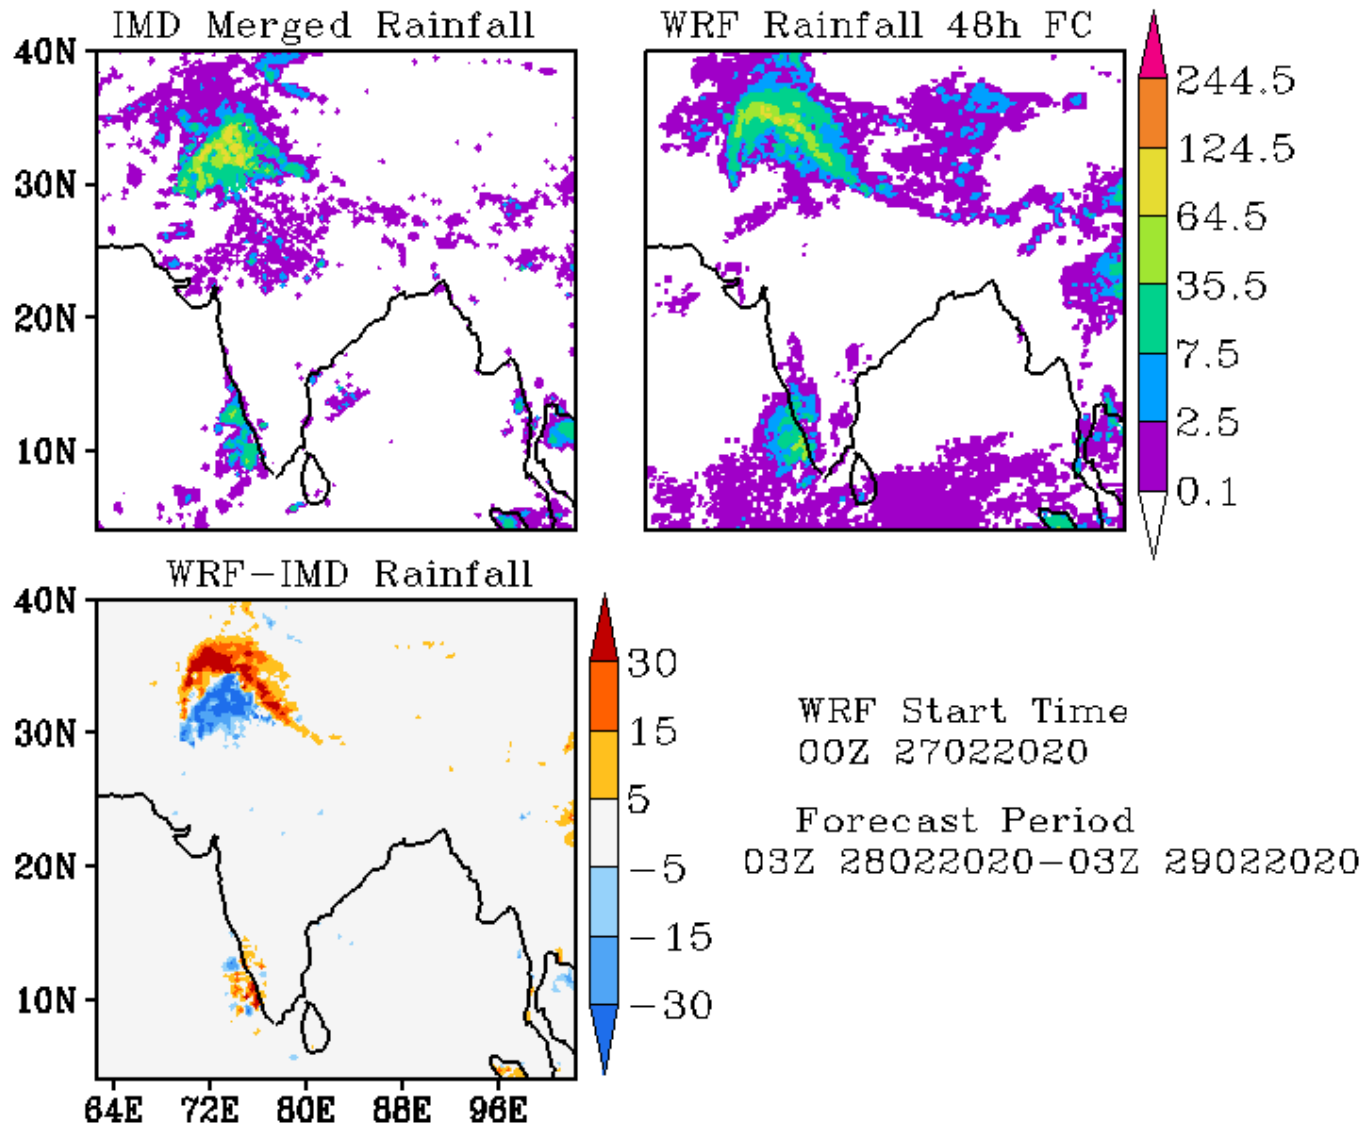 IMD Merged Rainfall
WRF Rainfall 48h FC
40N
30N
20N
10N
244.5
124.5
64.5
35.5
7.5
2.5
0.1
WRF-IMD Rainfall
40N
30N
20N
10N
64E 72E 80E 88E 96E
30
15
5
-5
-15
-30
WRF Start Time
00Z 27022020
Forecast Period
03Z 28022020-03Z 29022020